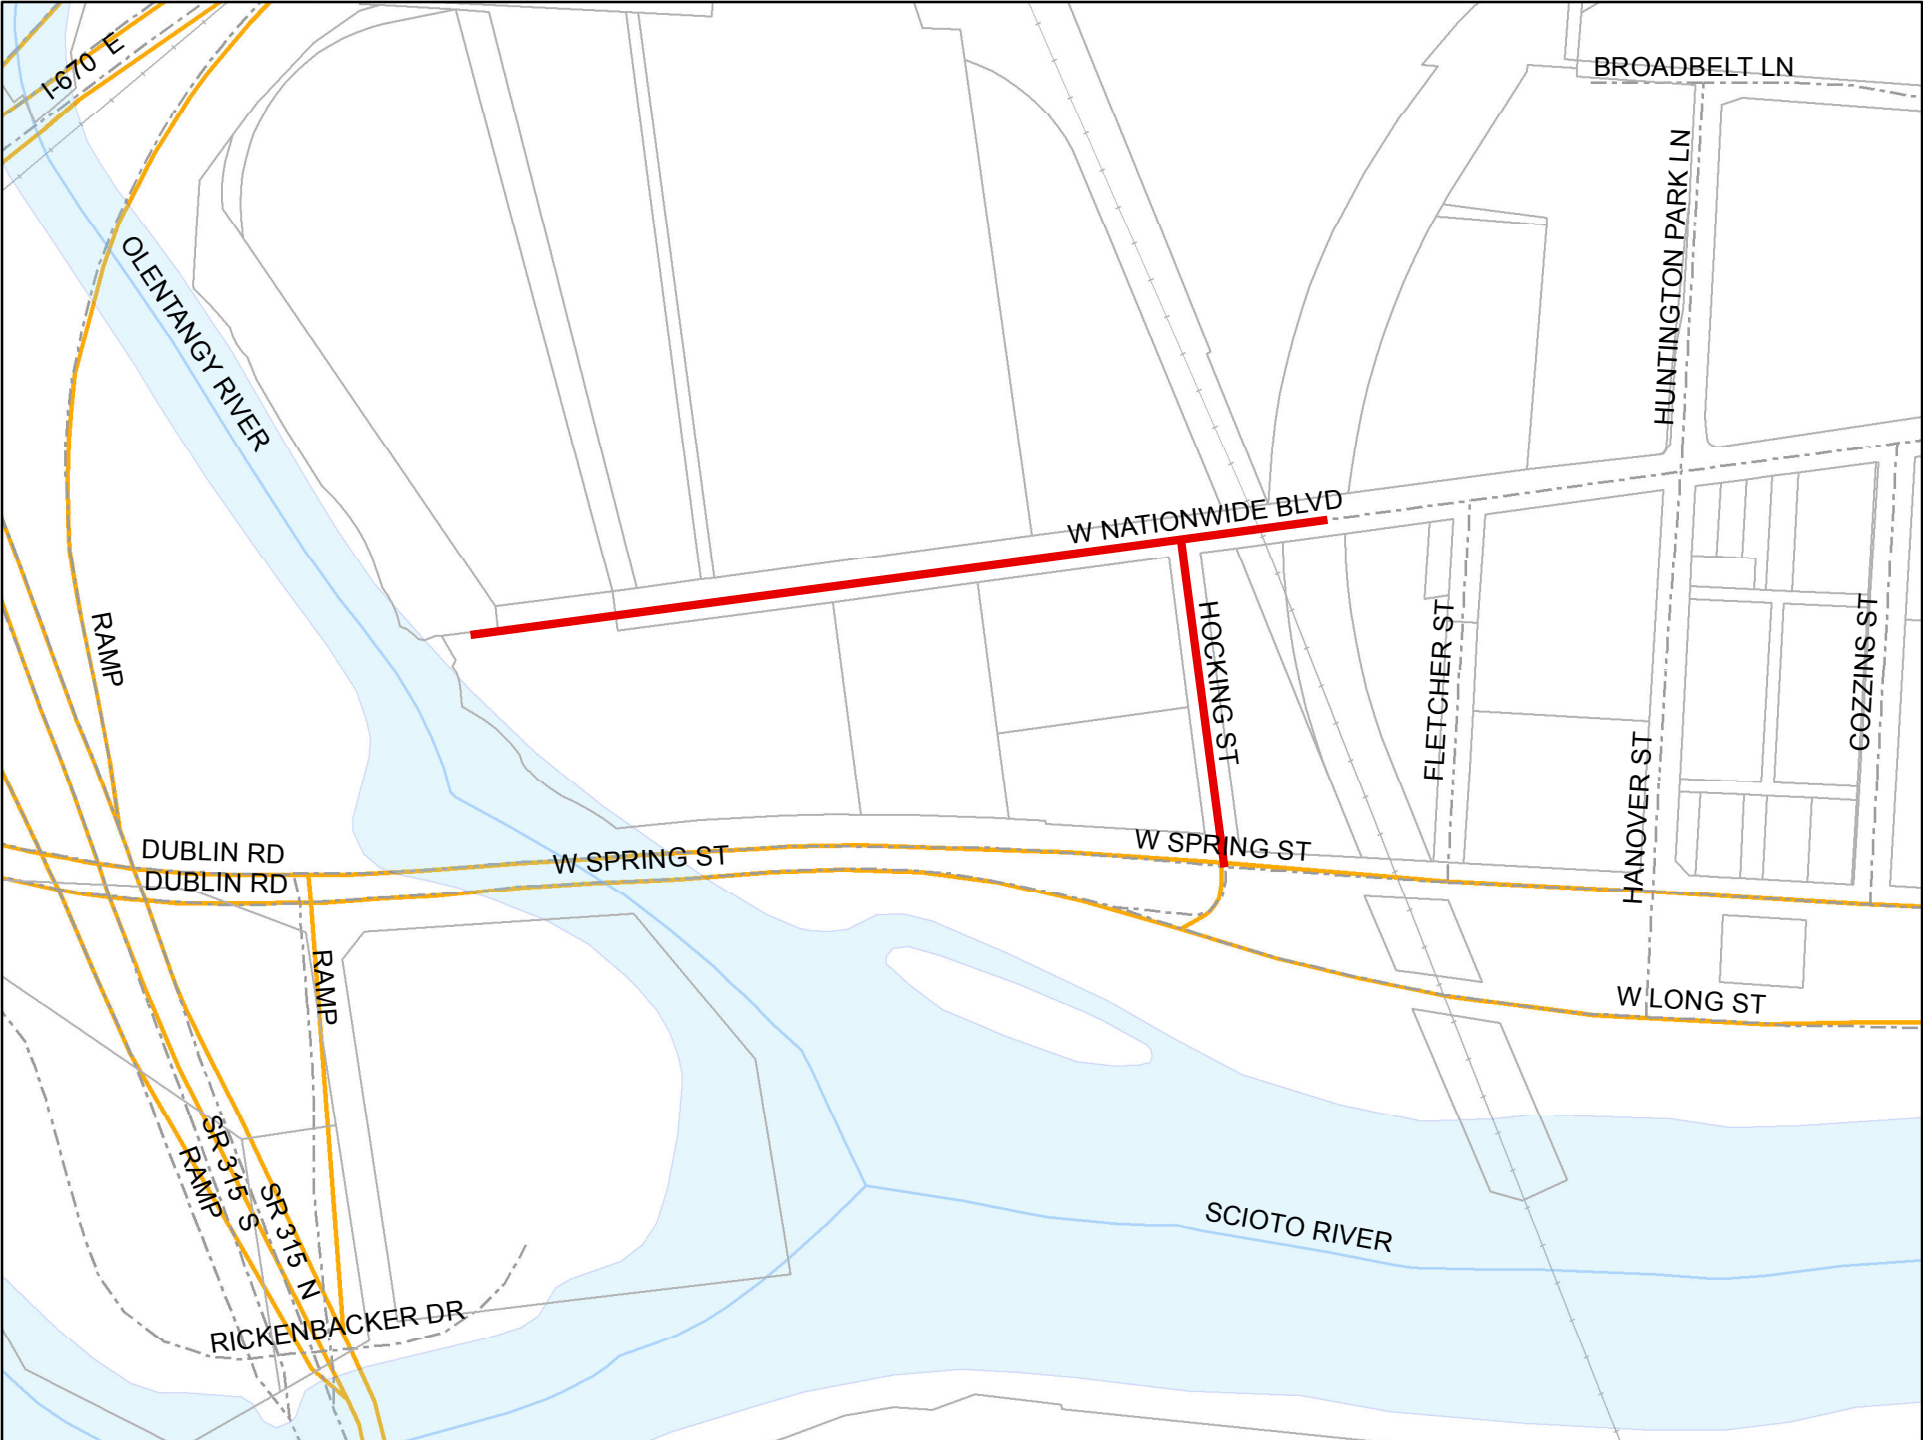 I-670 E
BROADBELT LN
HUNTINGTON PARK LN
OLENTANGY RIVER
W NATIONWIDE BLVD
HOCKING ST
FLETCHER ST
COZZINS ST
HANOVER ST
RAMP
DUBLIN RD
DUBLIN RD
W SPRING ST
W SPRING ST
RAMP
W LONG ST
SR 315 S
RAMP
SR 315 N
SCIOTO RIVER
RICKENBACKER DR